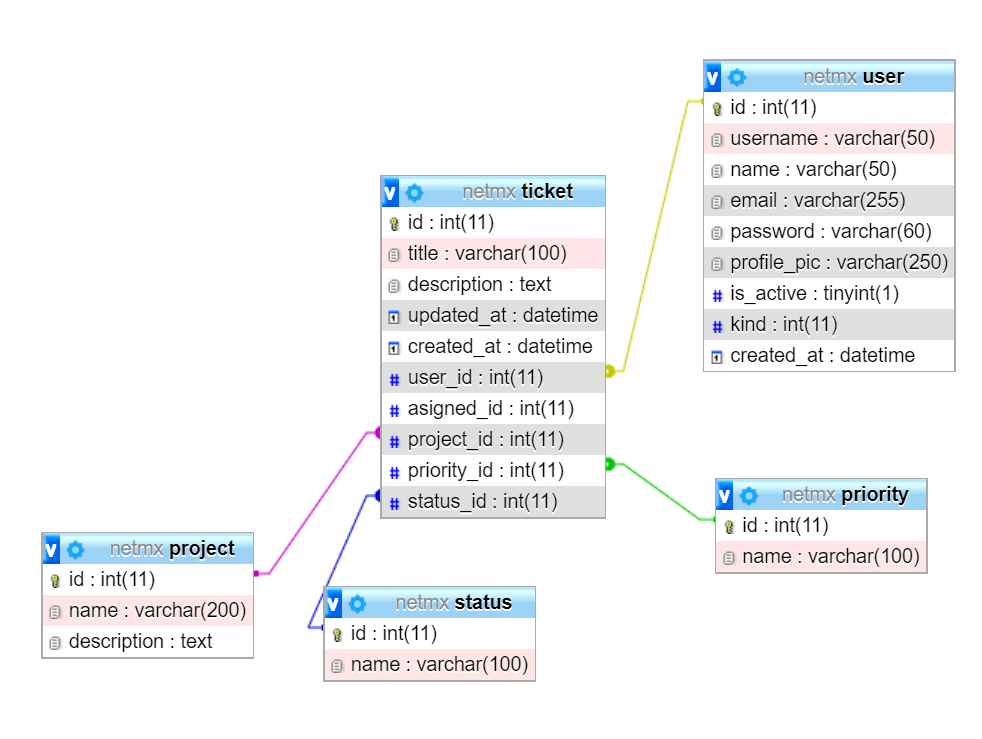 netmx user
id : int(11)
username : varchar(50)
name : varchar(50)
email : varchar(255)
password : varchar(60)
profile_pic : varchar(250)
is_active : tinyint(1)
kind : int(11)
created_at : datetime
netmx ticket
id : int(11)
title : varchar(100)
description : text
updated_at : datetime
created_at : datetime
user_id : int(11)
asigned_id : int(11)
project_id : int(11)
priority_id : int(11)
status_id : int(11)
netmx priority
id : int(11)
name : varchar(100)
netmx project
id : int(11)
name : varchar(200)
description : text
netmx status
id : int(11)
name : varchar(100)